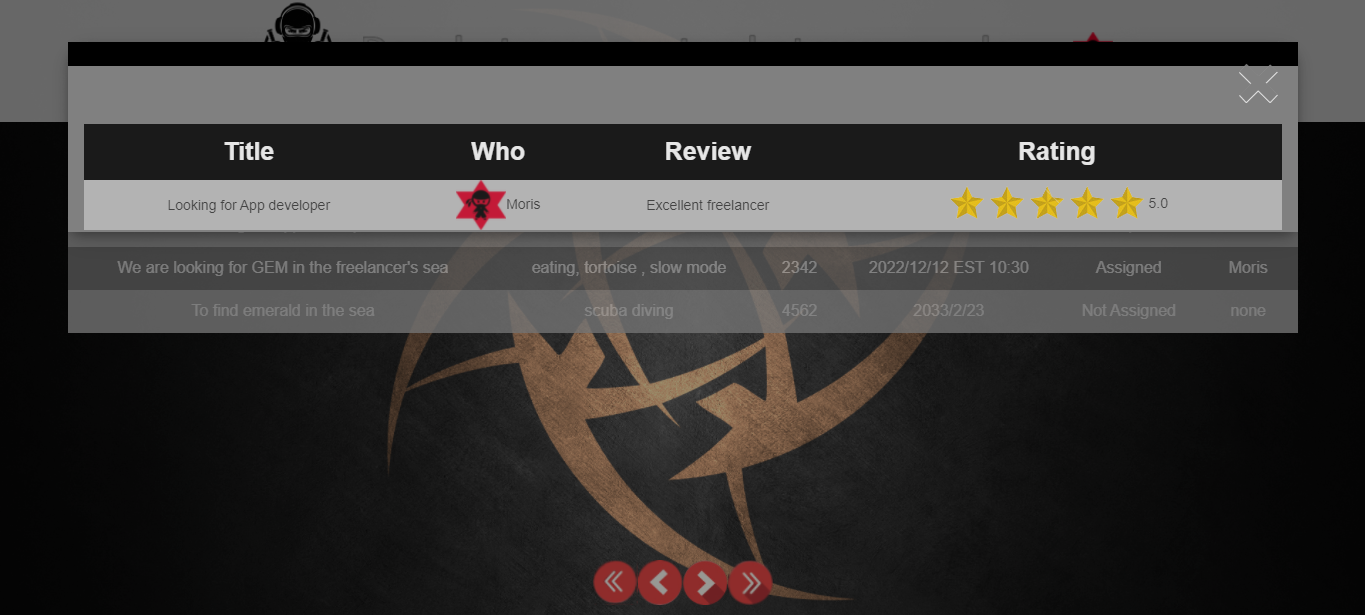 Title Who Review Rating
Looking for App developer Moris Excellent freelancer 5.0
We are looking for GEM in the freelancer's sea eating, tortoise , slow mode 2342 2022/12/12 EST 10:30 Assigned Moris
To find emerald in the sea scuba diving 4562 2033/2/23 Not Assigned none